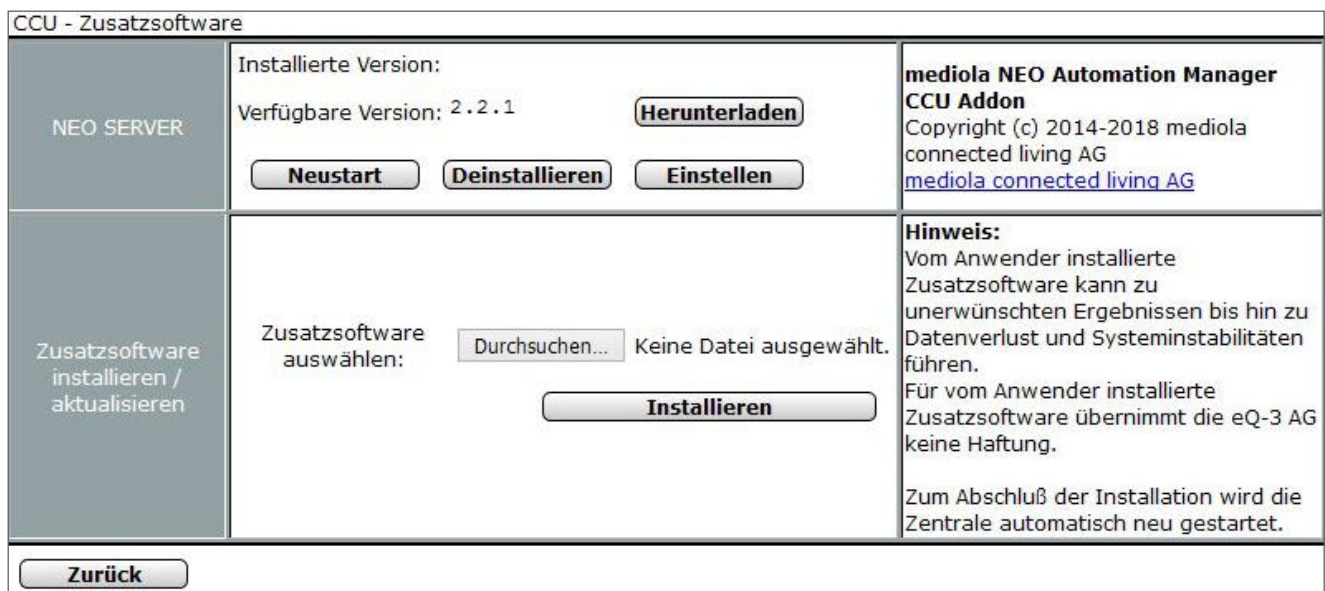 CCU - Zusatzsoftware
NEO SERVER
Installierte Version:
Verfügbare Version: 2.2.1
Herunterladen
Neustart
Deinstallieren
Einstellen
mediola NEO Automation Manager
CCU Addon
Copyright (c) 2014-2018 mediola
connected living AG
mediola connected living AG
Zusatzsoftware
installieren /
aktualisieren
Zusatzsoftware
auswählen:
Durchsuchen... Keine Datei ausgewählt.
Installieren
Hinweis:
Vom Anwender installierte
Zusatzsoftware kann zu
unerwünschten Ergebnissen bis hin zu
Datenverlust und Systeminstabilitäten
führen.
Für vom Anwender installierte
Zusatzsoftware übernimmt die eQ-3 AG
keine Haftung.
Zum Abschluß der Installation wird die
Zentrale automatisch neu gestartet.
Zurück